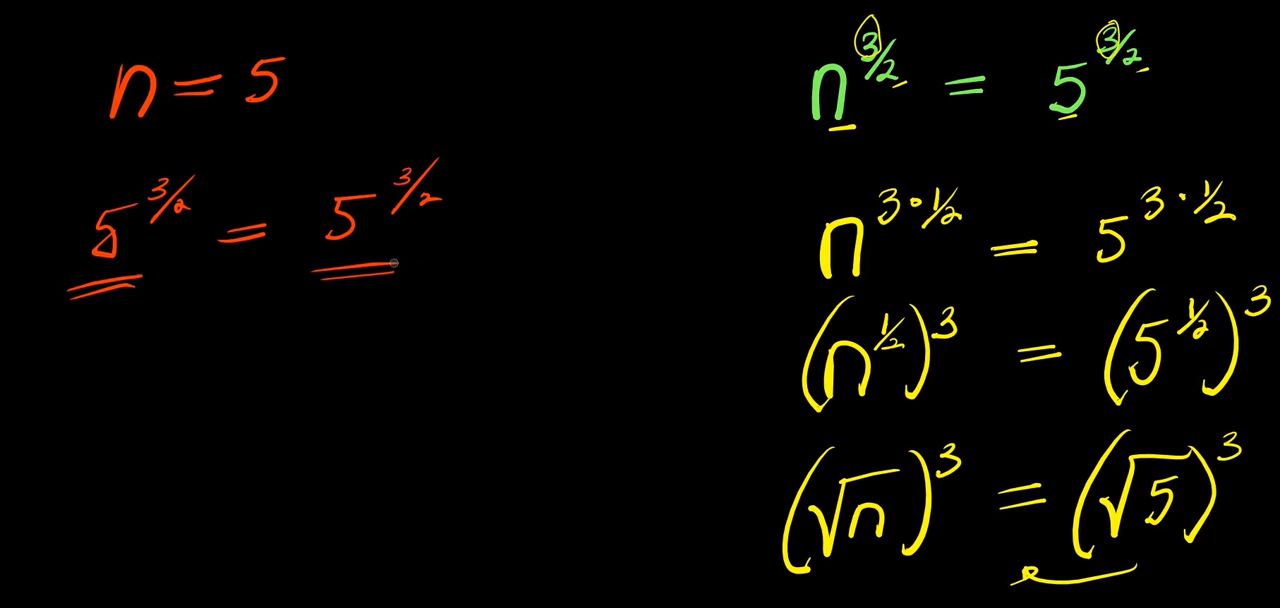 n = 5
5^3/2 = 5^3/2
n^3/2 = 5^3/2
n^3·1/2 = 5^3·1/2
(n^1/2)^3 = (5^1/2)^3
(√n)^3 = (√5)^3